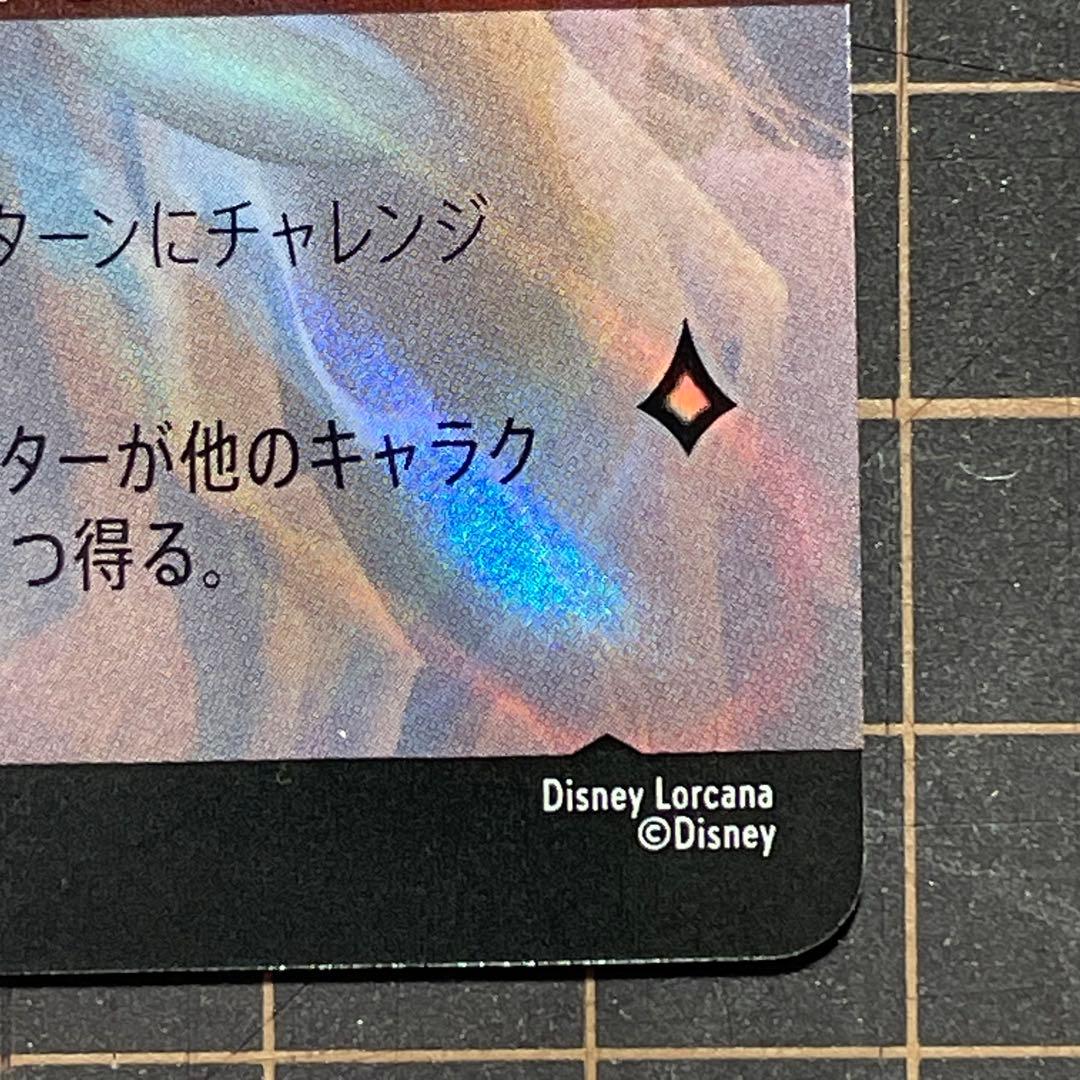 ターンにチャレンジ
ターが他のキャラク
つ得る。
Disney Lorcana
©Disney